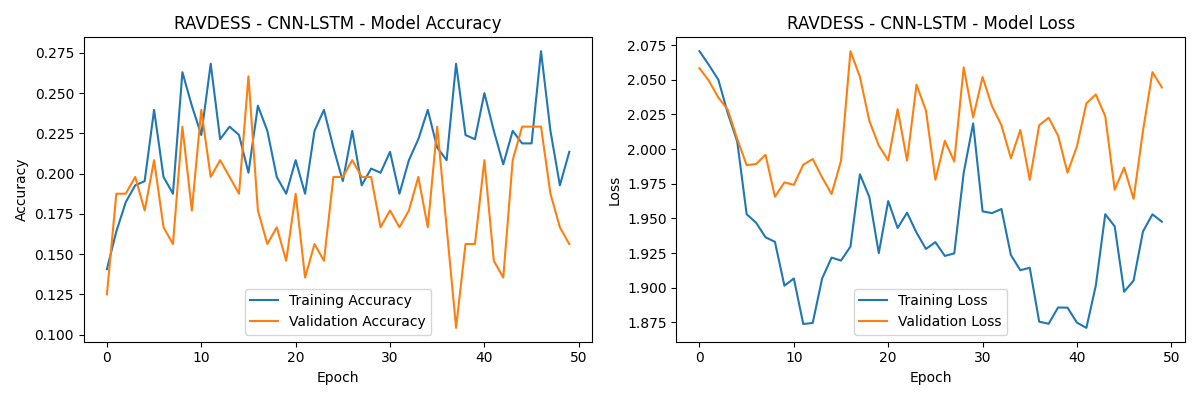 RAVDESS - CNN-LSTM - Model Accuracy
0.275
0.250
0.225
0.200
0.175
0.150
0.125
0.100
Accuracy
Training Accuracy
Validation Accuracy
0 10 20 30 40 50
Epoch
RAVDESS - CNN-LSTM - Model Loss
2.075
2.050
2.025
2.000
1.975
1.950
1.925
1.900
1.875
Loss
Training Loss
Validation Loss
0 10 20 30 40 50
Epoch